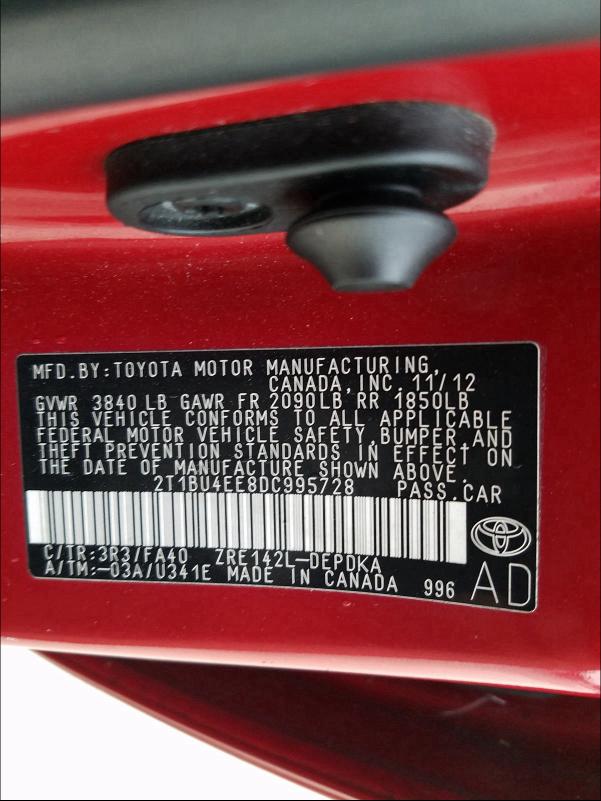 MFD.BY:TOYOTA MOTOR MANUFACTURING,
CANADA,INC. 11/12
GVWR 3840 LB GAWR FR 2090LB RR 1850LB
THIS VEHICLE CONFORMS TO ALL APPLICABLE
FEDERAL MOTOR VEHICLE SAFETY,BUMPER,AND
THEFT PREVENTION STANDARDS IN EFFECT ON
THE DATE OF MANUFACTURE SHOWN ABOVE.
2T1BU4EE8DC995728 PASS.CAR
C/TR:3R3/FA40 ZRE142L-DEPDKA
A/TM:-03A/U341E MADE IN CANADA 996 AD